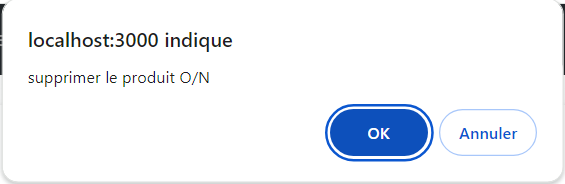 localhost:3000 indique
supprimer le produit O/N
OK
Annuler